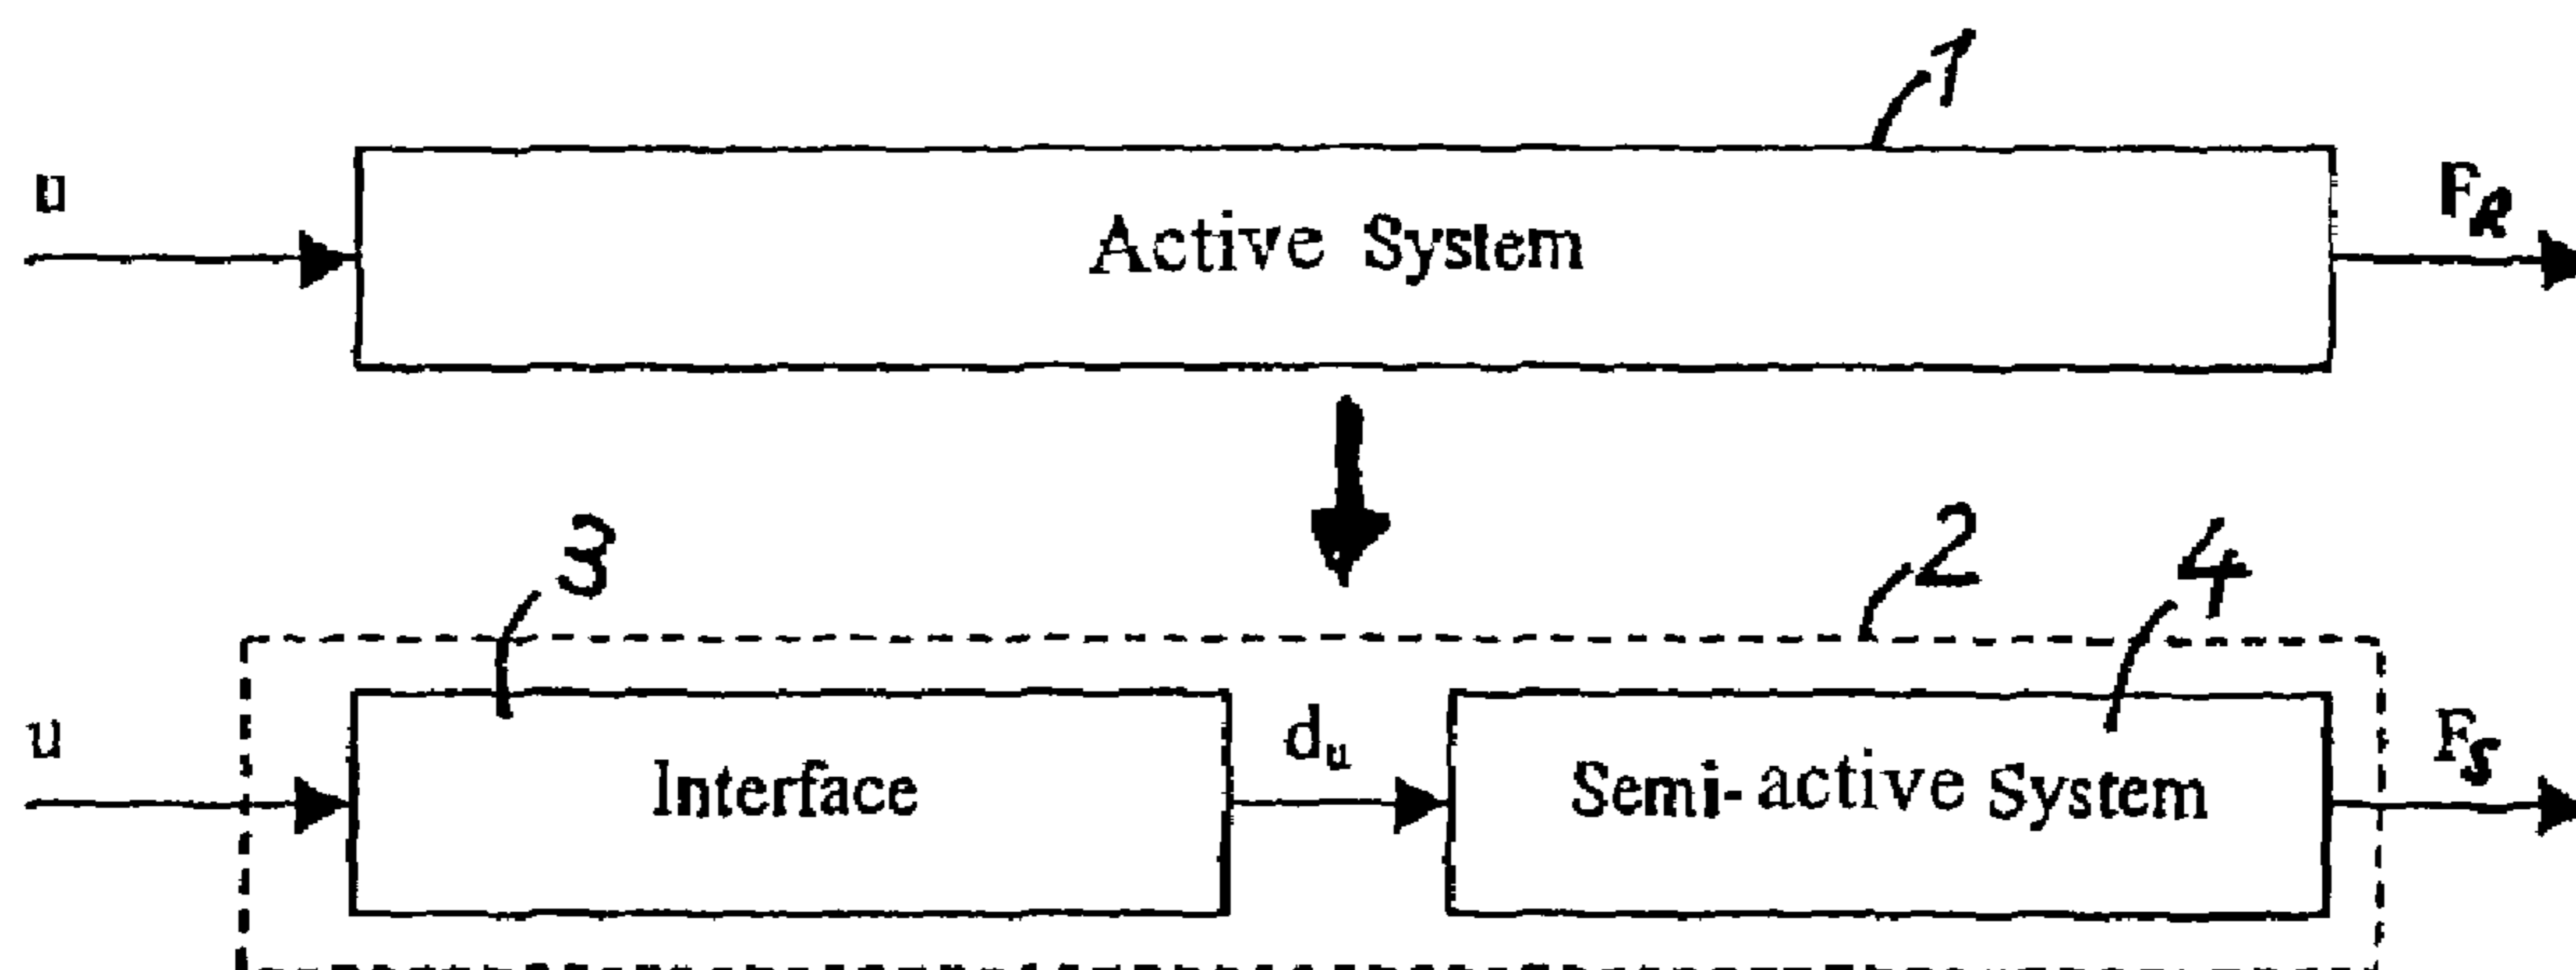 1
u
Active System
F_R
3
2
4
u
Interface
d_u
Semi-active System
F_S